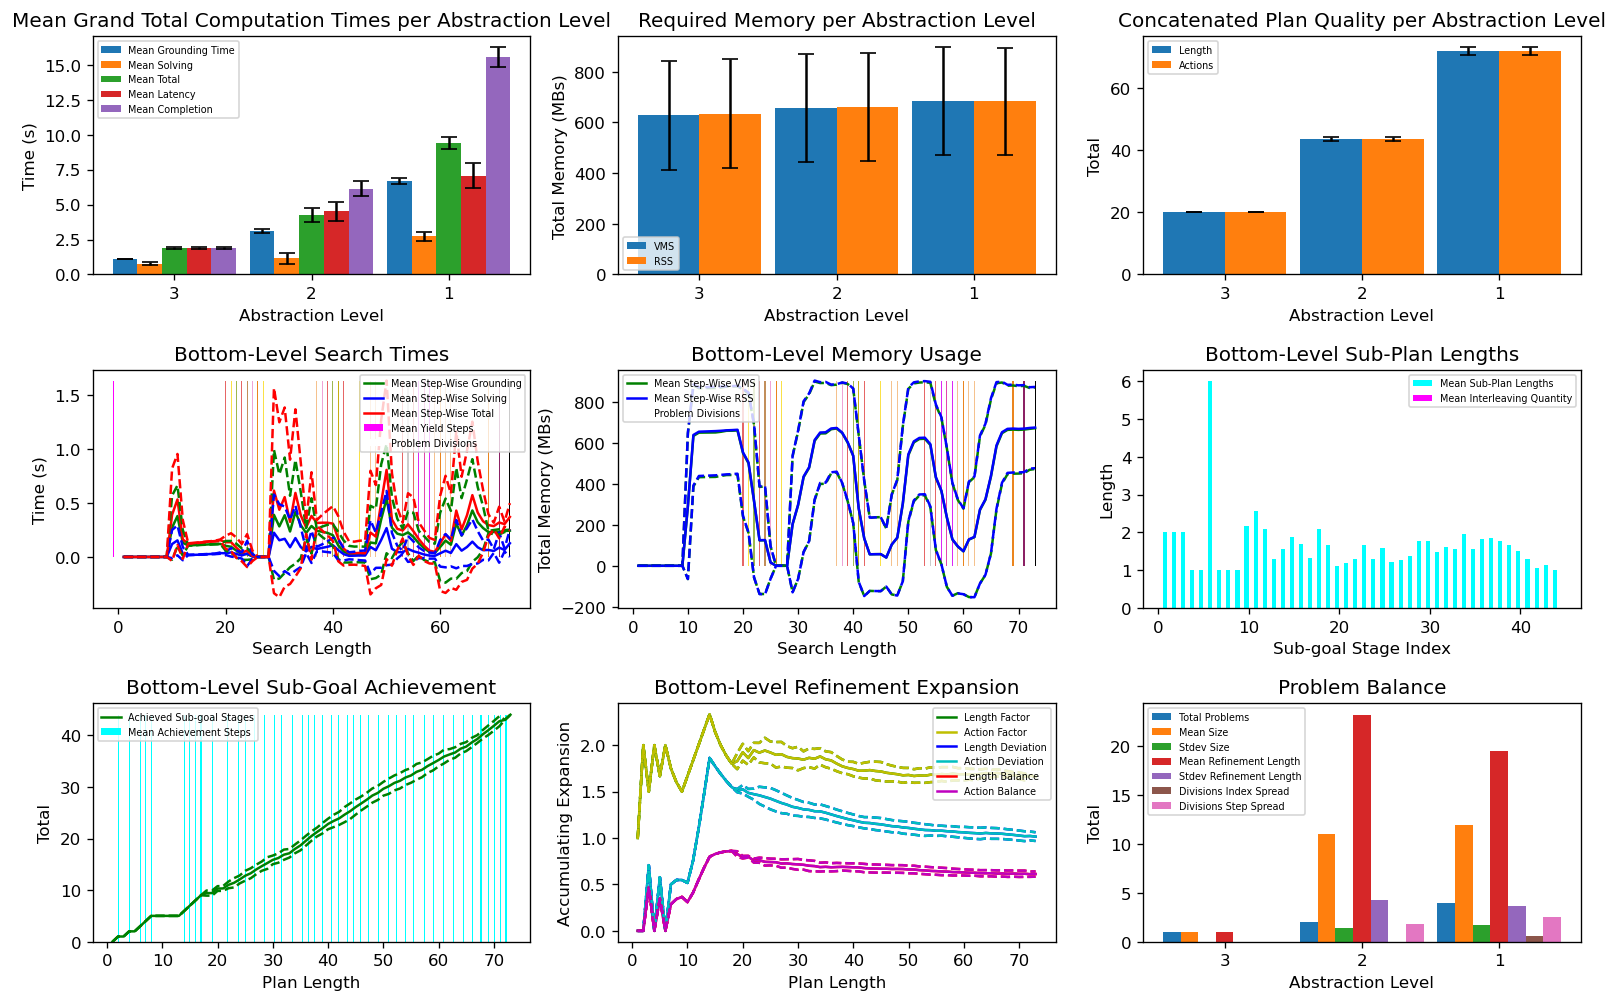 Mean Grand Total Computation Times per Abstraction Level
Time (s)
15.0
12.5
10.0
7.5
5.0
2.5
0.0
Mean Grounding Time
Mean Solving
Mean Total
Mean Latency
Mean Completion
3 2 1
Abstraction Level
Required Memory per Abstraction Level
Total Memory (MBs)
800
600
400
200
0
VMS
RSS
3 2 1
Abstraction Level
Concatenated Plan Quality per Abstraction Level
Total
60
40
20
0
Length
Actions
3 2 1
Abstraction Level
Bottom-Level Search Times
Time (s)
1.5
1.0
0.5
0.0
Mean Step-Wise Grounding
Mean Step-Wise Solving
Mean Step-Wise Total
Mean Yield Steps
Problem Divisions
0 20 40 60
Search Length
Bottom-Level Memory Usage
Total Memory (MBs)
800
600
400
200
0
−200
Mean Step-Wise VMS
Mean Step-Wise RSS
Problem Divisions
0 10 20 30 40 50 60 70
Search Length
Bottom-Level Sub-Plan Lengths
Length
6
5
4
3
2
1
0
Mean Sub-Plan Lengths
Mean Interleaving Quantity
0 10 20 30 40
Sub-goal Stage Index
Bottom-Level Sub-Goal Achievement
Total
40
30
20
10
0
Achieved Sub-goal Stages
Mean Achievement Steps
0 10 20 30 40 50 60 70
Plan Length
Bottom-Level Refinement Expansion
Accumulating Expansion
2.0
1.5
1.0
0.5
0.0
Length Factor
Action Factor
Length Deviation
Action Deviation
Length Balance
Action Balance
0 10 20 30 40 50 60 70
Plan Length
Problem Balance
Total
20
15
10
5
0
Total Problems
Mean Size
Stdev Size
Mean Refinement Length
Stdev Refinement Length
Divisions Index Spread
Divisions Step Spread
3 2 1
Abstraction Level